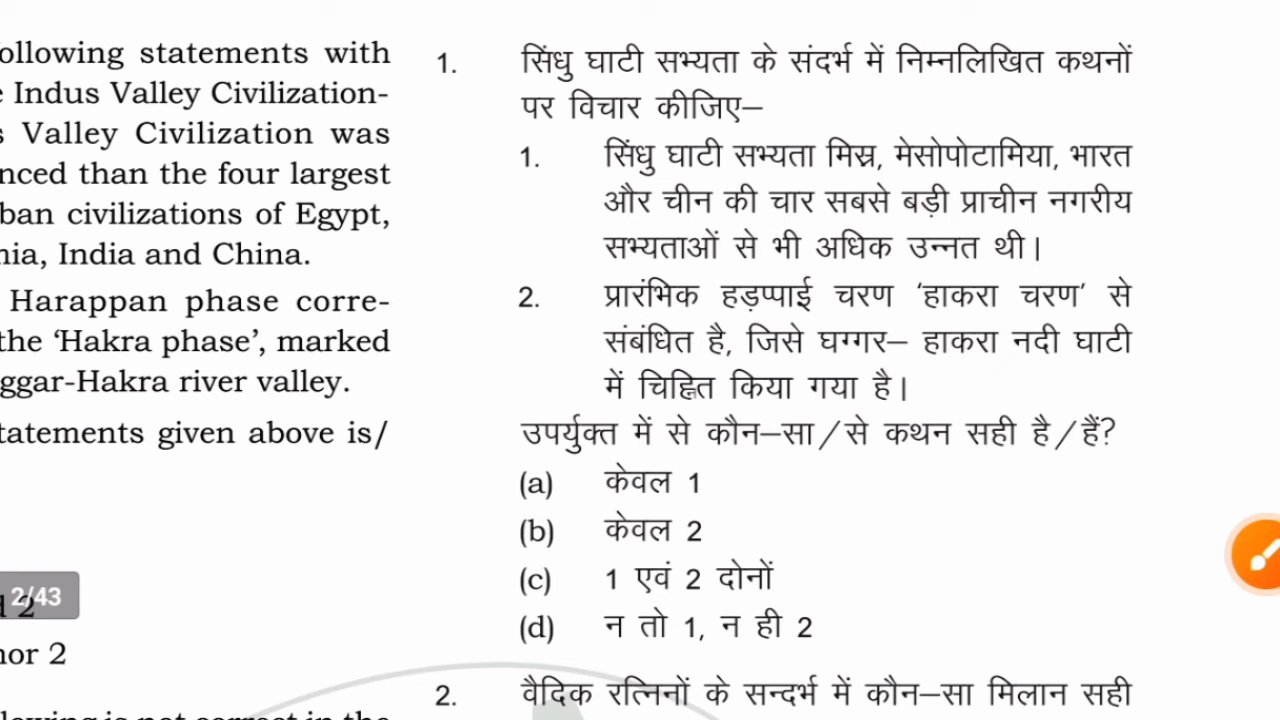 ollowing statements with
Indus Valley Civilization-
Valley Civilization was
nced than the four largest
ban civilizations of Egypt,
nia, India and China.
Harappan phase corre-
the ‘Hakra phase’, marked
ggar-Hakra river valley.
tatements given above is/
2/43
2
nor 2
1. सिंधु घाटी सभ्यता के संदर्भ में निम्नलिखित कथनों
पर विचार कीजिए–
1. सिंधु घाटी सभ्यता मिस्र, मेसोपोटामिया, भारत
और चीन की चार सबसे बड़ी प्राचीन नगरीय
सभ्यताओं से भी अधिक उन्नत थी।
2. प्रारंभिक हड़प्पाई चरण ‘हाकरा चरण’ से
संबंधित है, जिसे घग्गर– हाकरा नदी घाटी
में चिह्नित किया गया है।
उपर्युक्त में से कौन–सा/से कथन सही है/हैं?
(a) केवल 1
(b) केवल 2
(c) 1 एवं 2 दोनों
(d) न तो 1, न ही 2
2. वैदिक रत्निनों के सन्दर्भ में कौन–सा मिलान सही